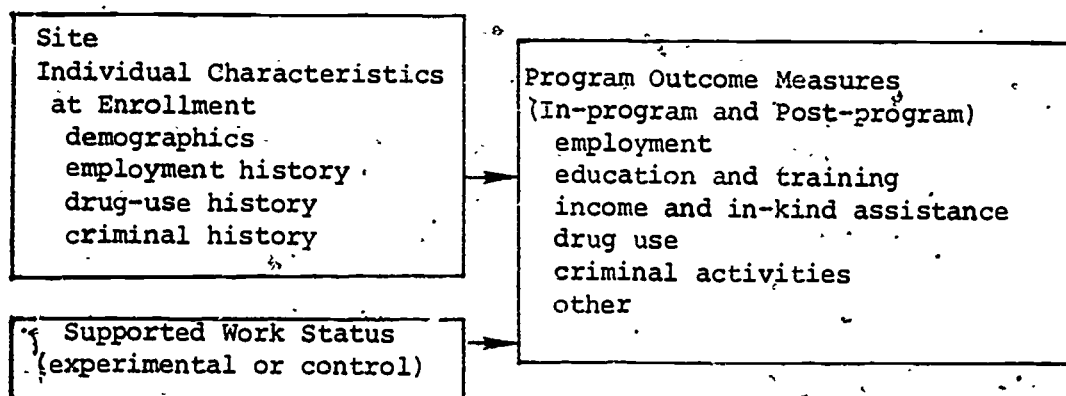 Site
Individual Characteristics
at Enrollment
demographics
employment history
drug-use history
criminal history
Supported Work Status
(experimental or control)
Program Outcome Measures
(In-program and Post-program)
employment
education and training
income and in-kind assistance
drug use
criminal activities
other